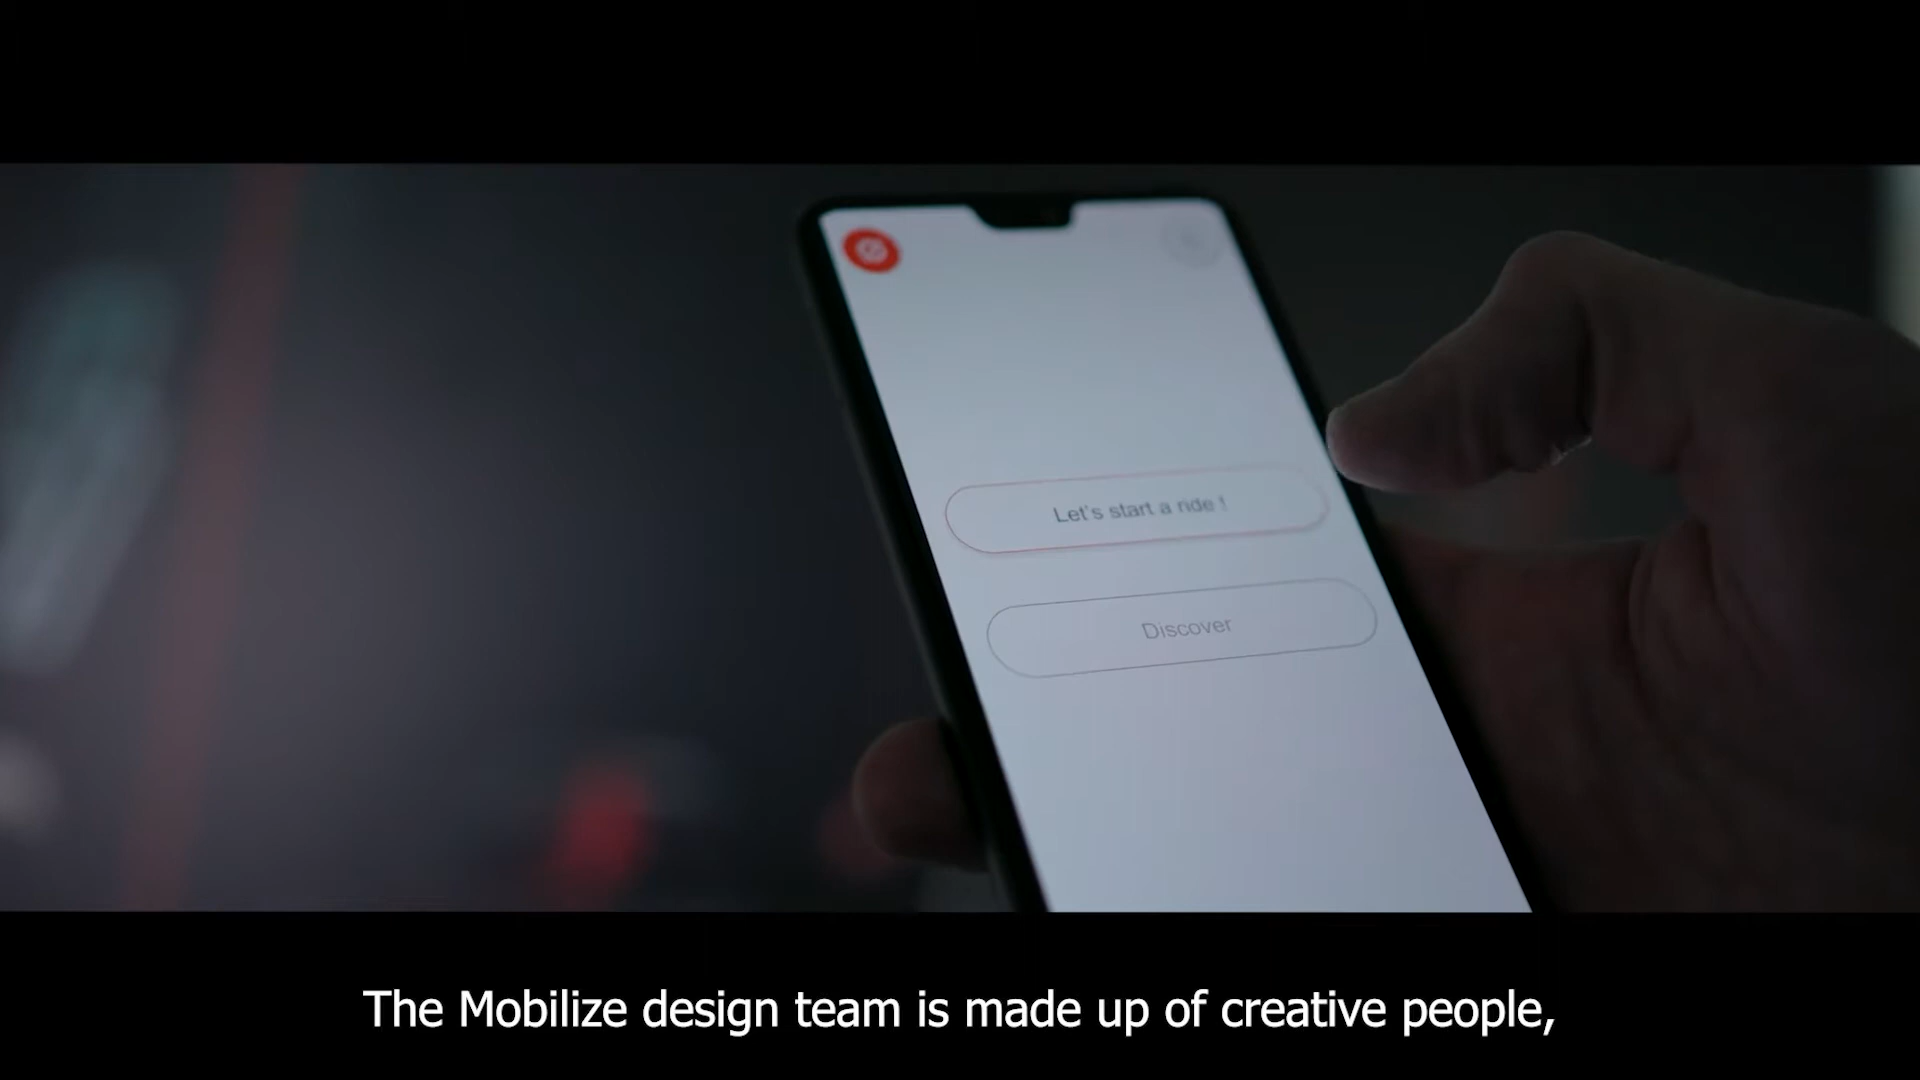 Let's start a ride !
Discover
The Mobilize design team is made up of creative people,